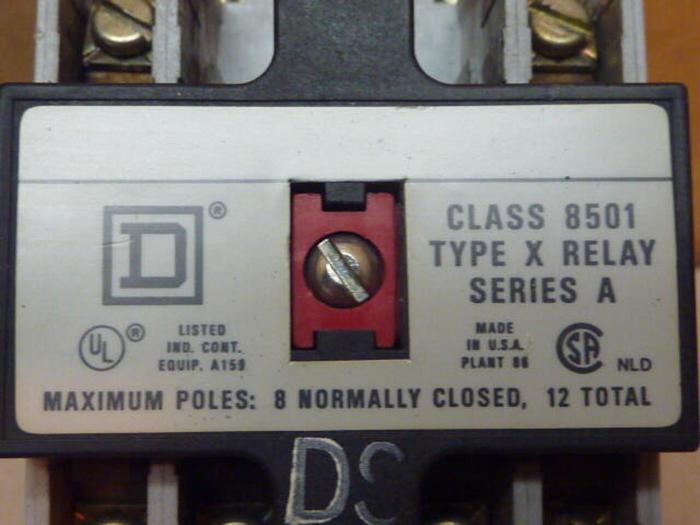 D®
CLASS 8501
TYPE X RELAY
SERIES A
UL®
LISTED
IND. CONT.
EQUIP. A159
MADE
IN U.S.A.
PLANT 86
SA
NLD
MAXIMUM POLES: 8 NORMALLY CLOSED, 12 TOTAL
DS